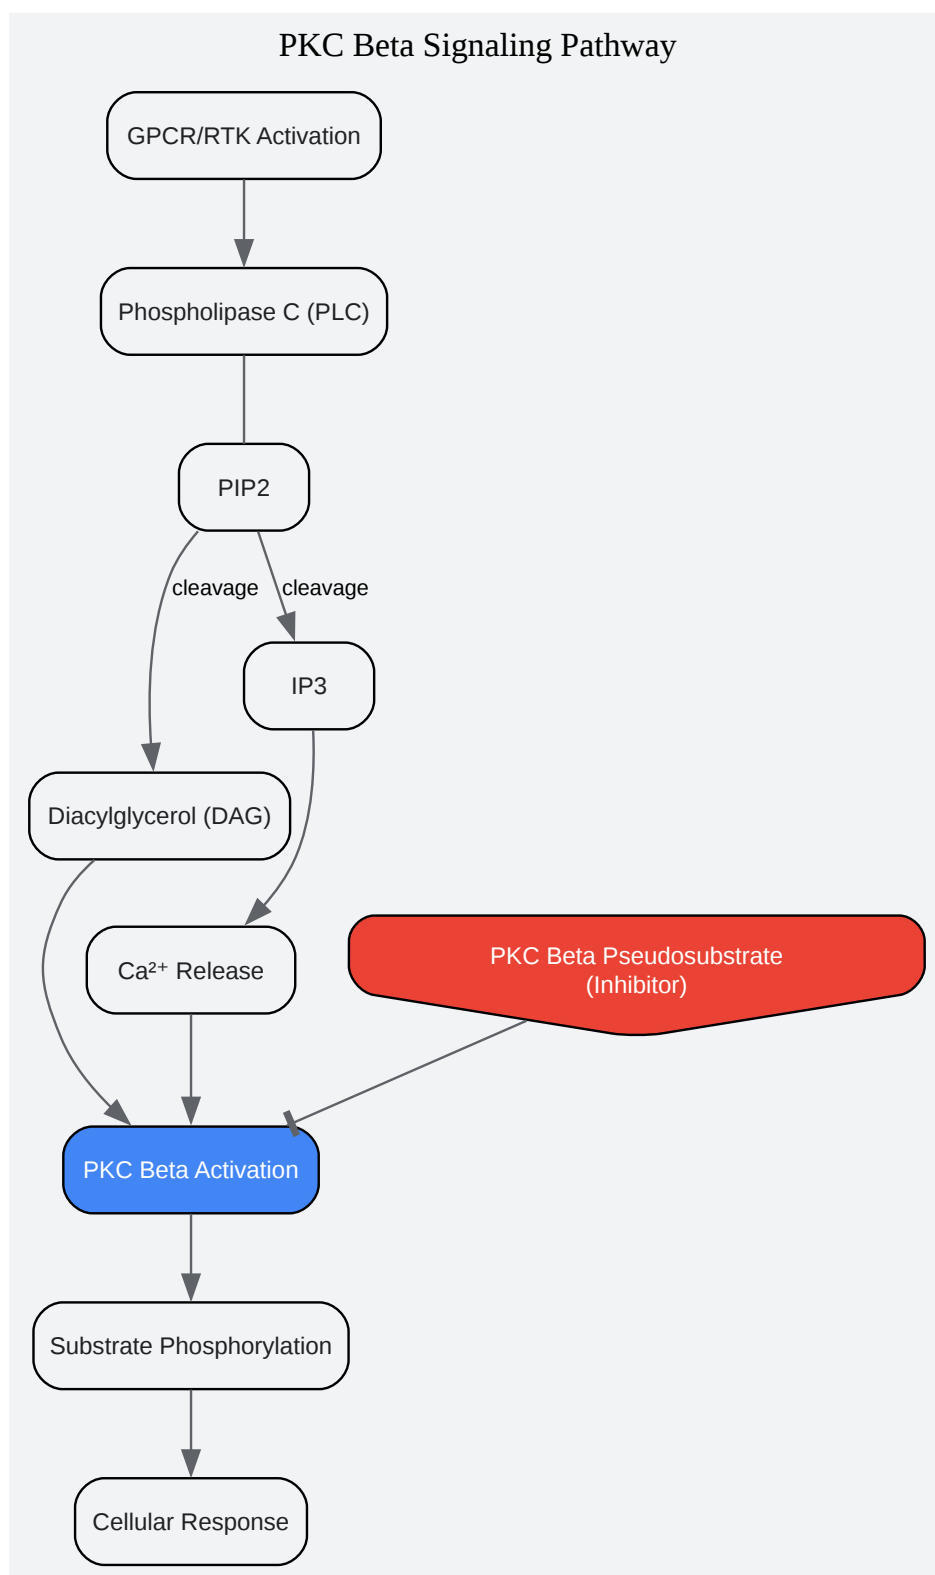 PKC Beta Signaling Pathway
GPCR/RTK Activation
Phospholipase C (PLC)
PIP2
cleavage
cleavage
IP3
Diacylglycerol (DAG)
Ca²⁺ Release
PKC Beta Pseudosubstrate
(Inhibitor)
PKC Beta Activation
Substrate Phosphorylation
Cellular Response